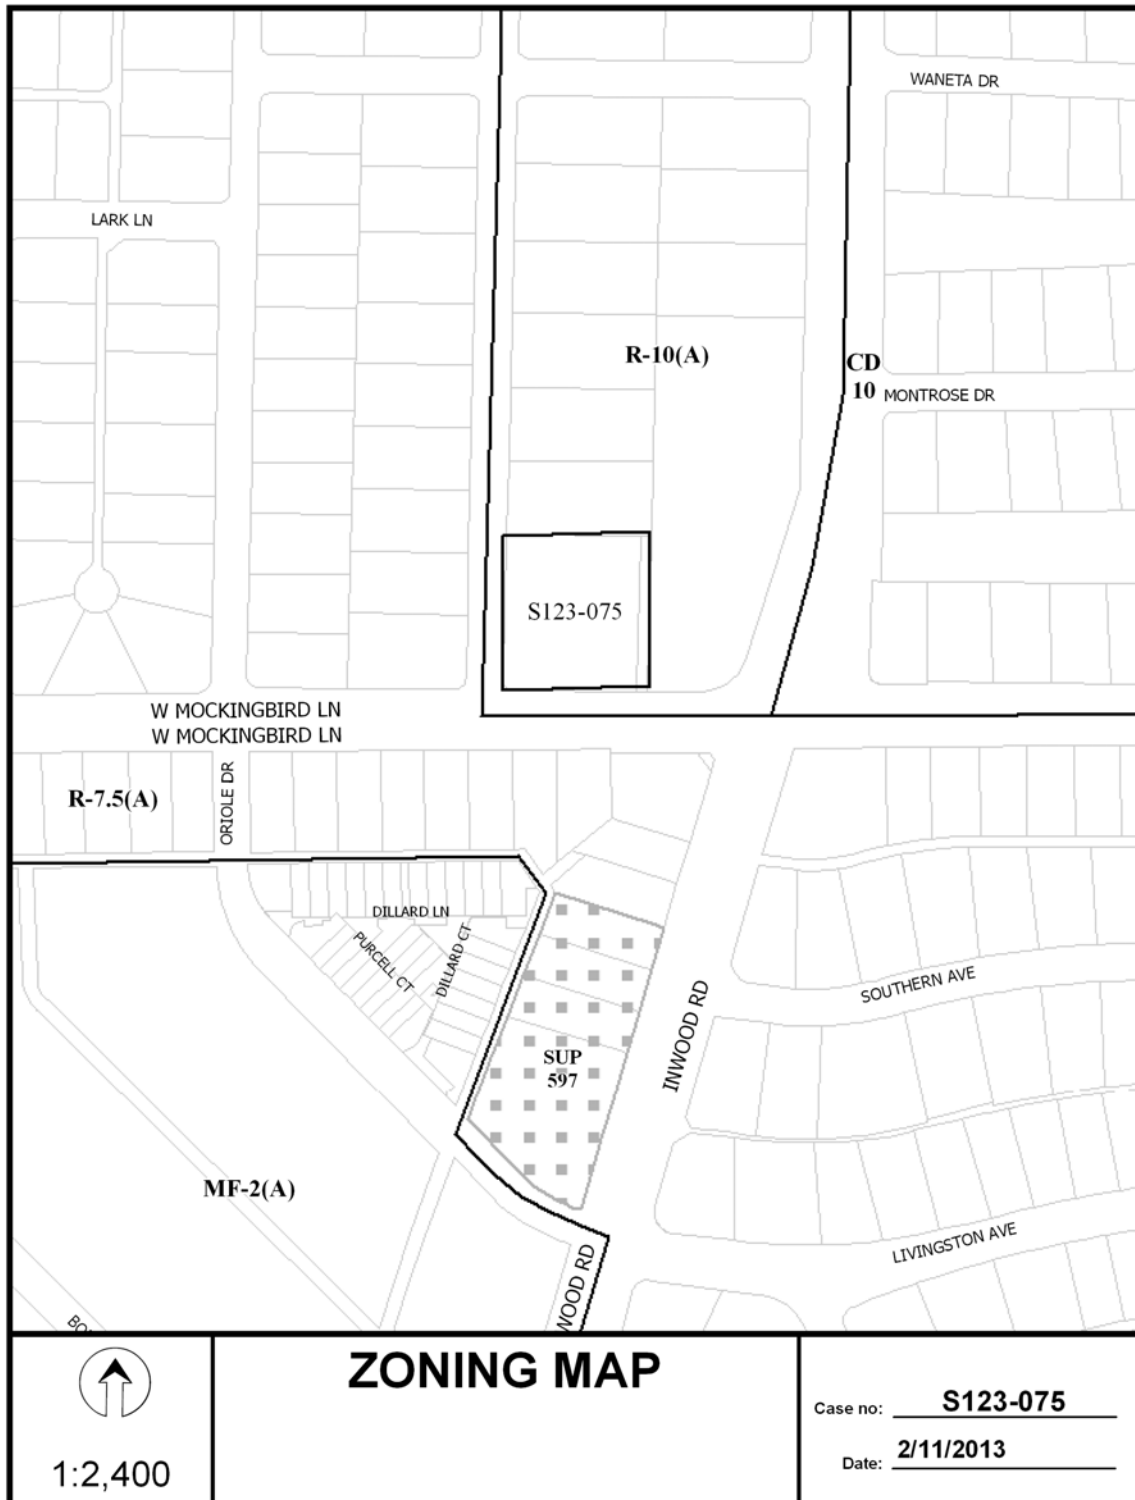 WANETA DR
LARK LN
R-10(A)
CD
10
MONTROSE DR
S123-075
W MOCKINGBIRD LN
W MOCKINGBIRD LN
R-7.5(A)
ORIOLE DR
DILLARD LN
PURCELL CT
DILLARD CT
SOUTHERN AVE
INWOOD RD
SUP
597
MF-2(A)
LIVINGSTON AVE
WOOD RD
ZONING MAP
1:2,400
Case no: S123-075
Date: 2/11/2013